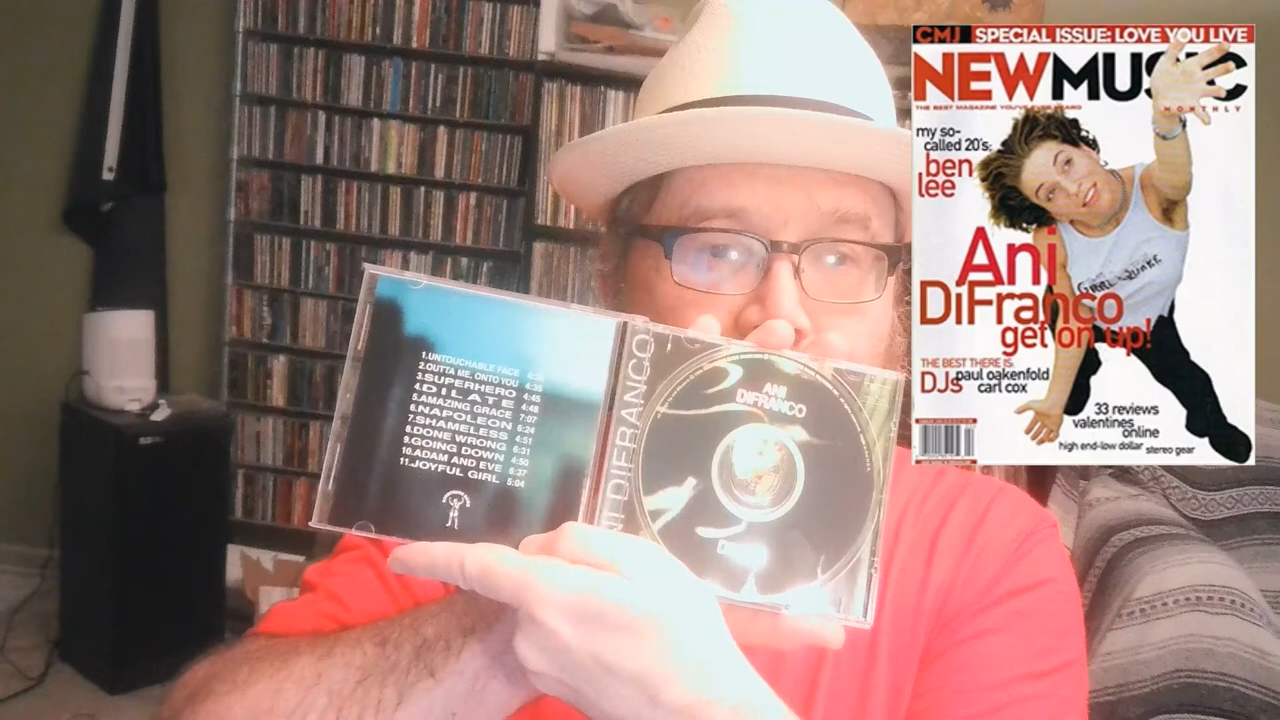 1.UNTOUCHABLE FACE
2.OUTTA ME, ONTO YOU 4:35
3.SUPERHERO 4:45
4.DILATE 4:48
5.AMAZING GRACE 7:07
6.NAPOLEON 6:24
7.SHAMELESS 4:51
8.DONE WRONG 6:31
9.GOING DOWN 4:50
10.ADAM AND EVE 6:37
11.JOYFUL GIRL 5:04
ANI DIFRANCO
ANI
DIFRANCO
CMJ SPECIAL ISSUE: LOVE YOU LIVE
NEW MUSIC
THE BEST MAGAZINE YOU'VE EVER HEARD
MONTHLY
my so-
called 20's:
ben
lee
Ani
DiFranco
get on up!
THE BEST THERE IS:
DJs paul oakenfold
carl cox
33 reviews
valentines
online
high end-low dollar stereo gear